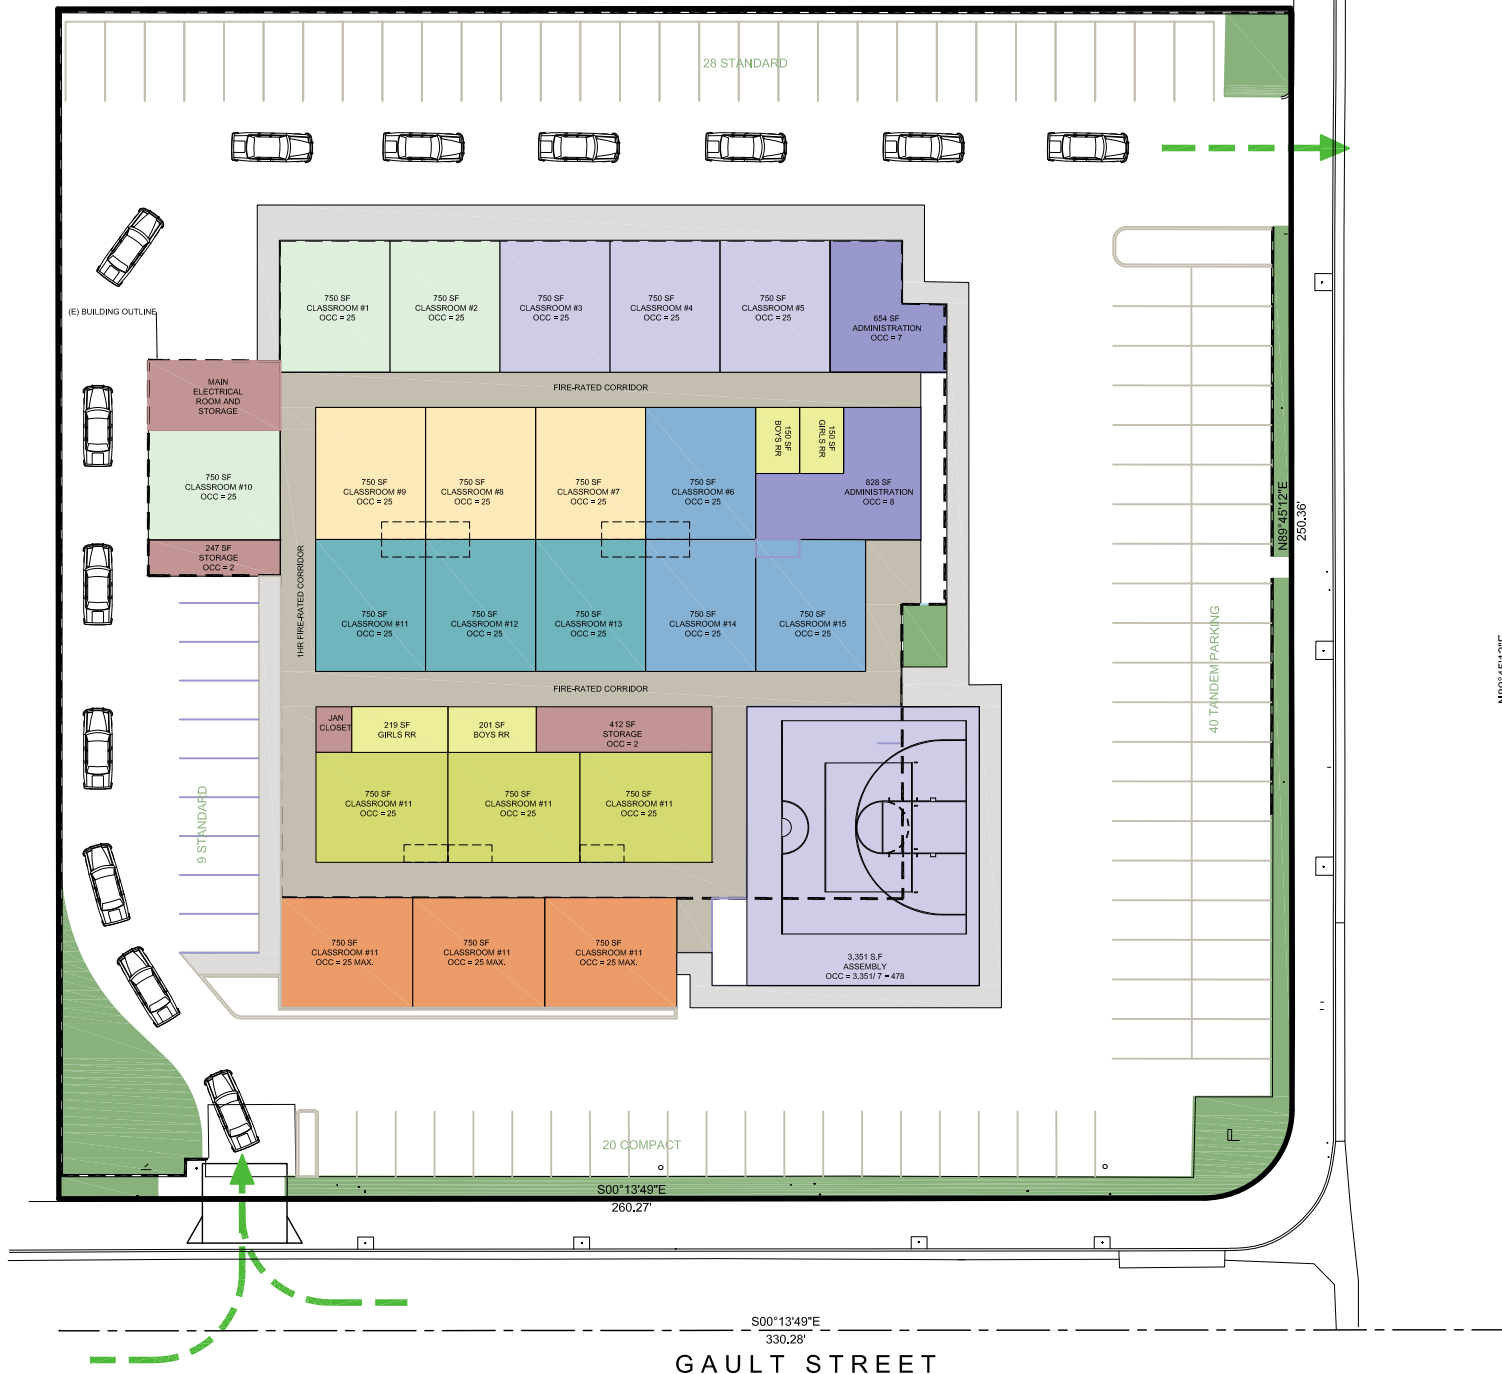 28 STANDARD
(E) BUILDING OUTLINE
750 SF
CLASSROOM #1
OCC = 25
750 SF
CLASSROOM #2
OCC = 25
750 SF
CLASSROOM #3
OCC = 25
750 SF
CLASSROOM #4
OCC = 25
750 SF
CLASSROOM #5
OCC = 25
654 SF
ADMINISTRATION
OCC = 7
MAIN
ELECTRICAL
ROOM AND
STORAGE
FIRE-RATED CORRIDOR
750 SF
CLASSROOM #10
OCC = 25
750 SF
CLASSROOM #9
OCC = 25
750 SF
CLASSROOM #8
OCC = 25
750 SF
CLASSROOM #7
OCC = 25
750 SF
CLASSROOM #6
OCC = 25
150 SF
BOYS RR
150 SF
GIRLS RR
828 SF
ADMINISTRATION
OCC = 8
247 SF
STORAGE
OCC = 2
1HR FIRE-RATED CORRIDOR
750 SF
CLASSROOM #11
OCC = 25
750 SF
CLASSROOM #12
OCC = 25
750 SF
CLASSROOM #13
OCC = 25
750 SF
CLASSROOM #14
OCC = 25
750 SF
CLASSROOM #15
OCC = 25
N89°45'12"E
250.36'
40 TANDEM PARKING
N89°45'12"E
FIRE-RATED CORRIDOR
JAN
CLOSET
219 SF
GIRLS RR
201 SF
BOYS RR
412 SF
STORAGE
OCC = 2
9 STANDARD
750 SF
CLASSROOM #11
OCC = 25
750 SF
CLASSROOM #11
OCC = 25
750 SF
CLASSROOM #11
OCC = 25
750 SF
CLASSROOM #11
OCC = 25 MAX.
750 SF
CLASSROOM #11
OCC = 25 MAX.
750 SF
CLASSROOM #11
OCC = 25 MAX.
3,351 S.F
ASSEMBLY
OCC = 3,351/ 7 = 478
20 COMPACT
S00°13'49"E
260.27'
S00°13'49"E
330.28'
GAULT STREET